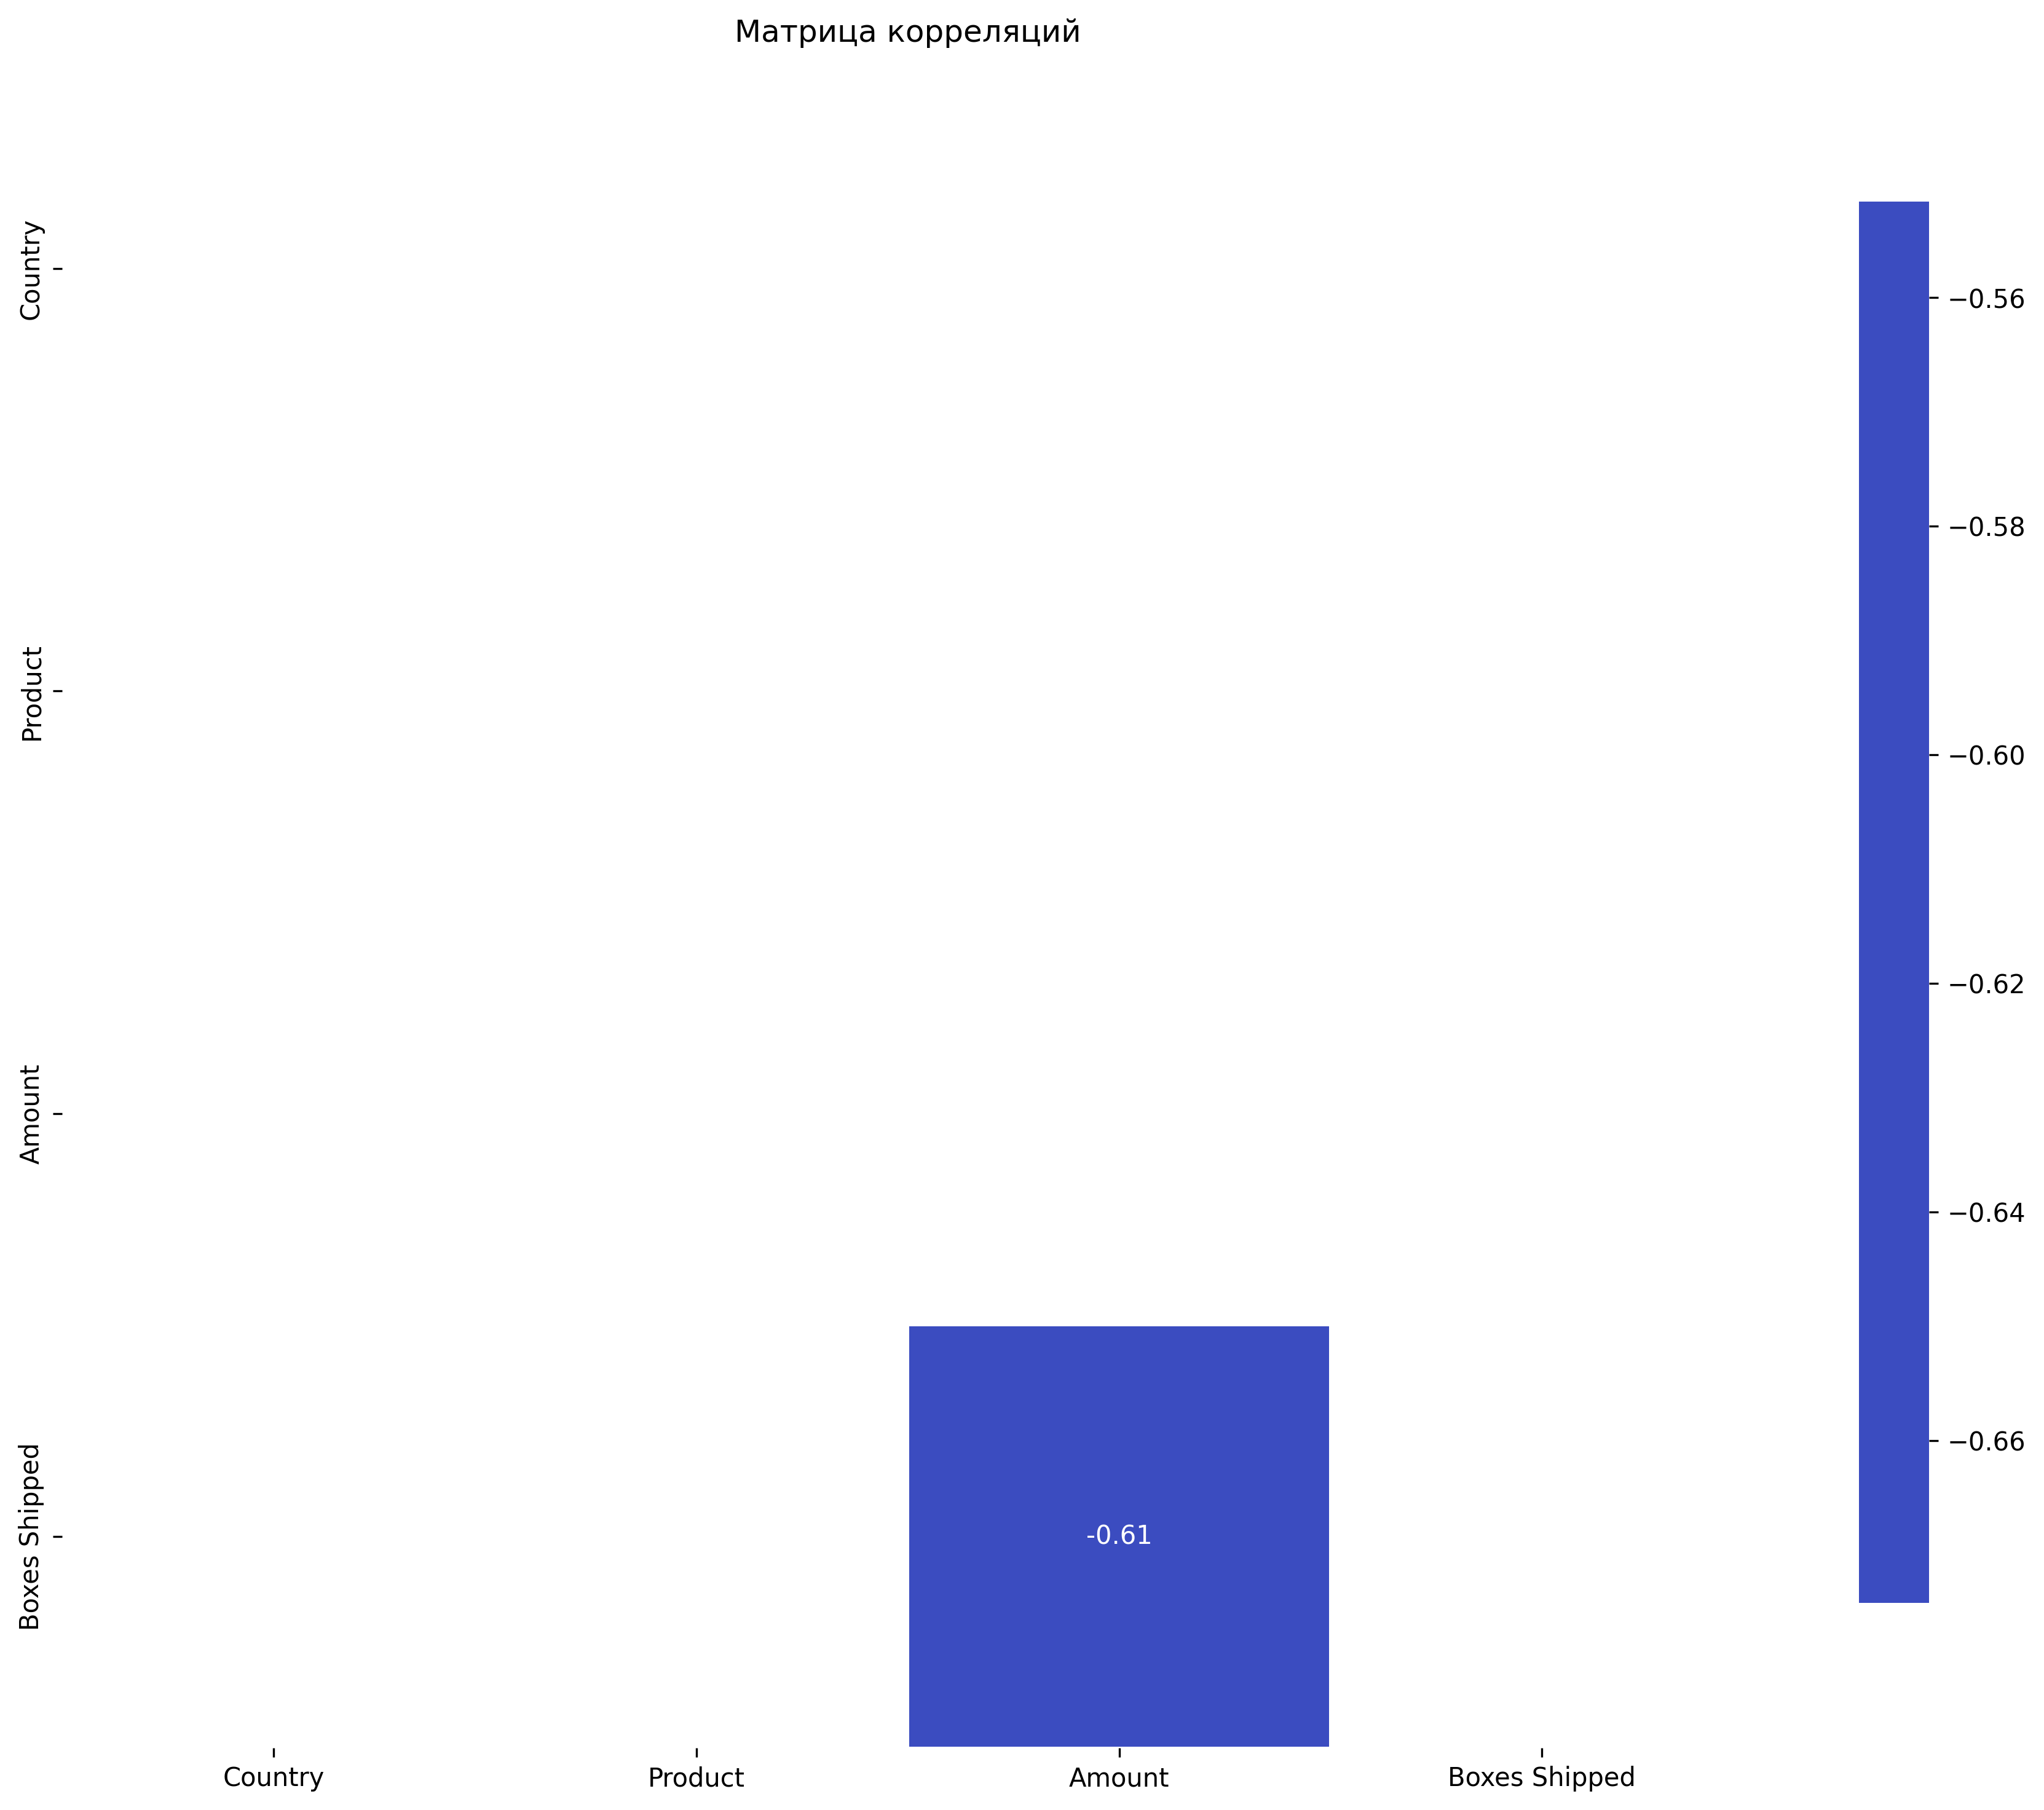 Матрица корреляций
Country
Product
Amount
Boxes Shipped
-0.61
Country
Product
Amount
Boxes Shipped
−0.56
−0.58
−0.60
−0.62
−0.64
−0.66